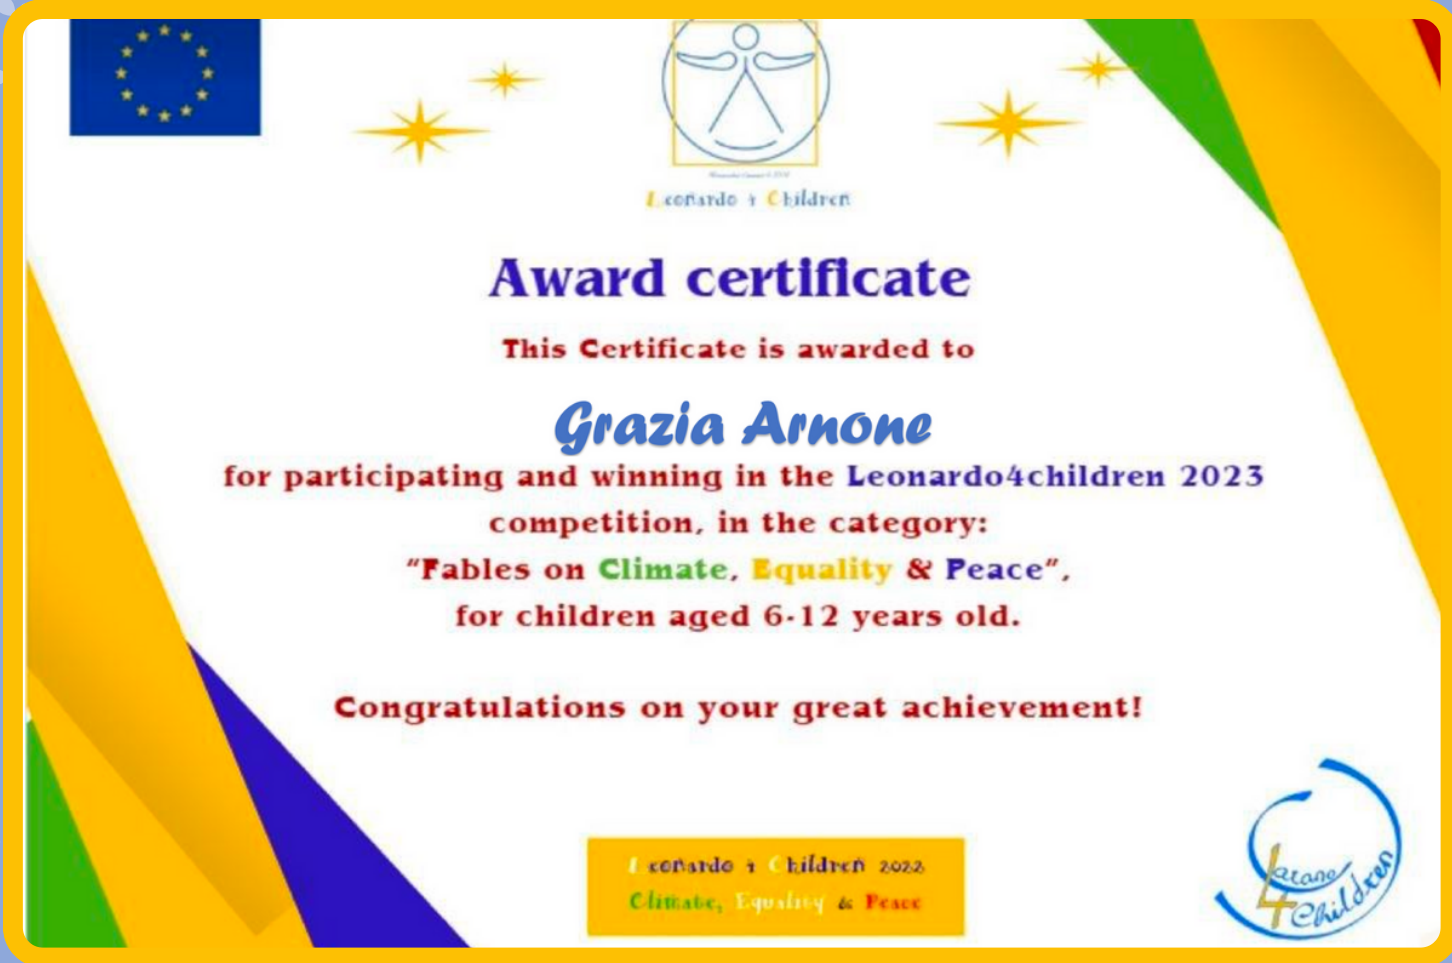 Leonardo 4 Children
Award certificate
This Certificate is awarded to
Grazia Arnone
for participating and winning in the Leonardo4children 2023
competition, in the category:
"Fables on Climate, Equality & Peace",
for children aged 6-12 years old.
Congratulations on your great achievement!
Leonardo 4 Children 2022
Climate, Equality & Peace
4
Children